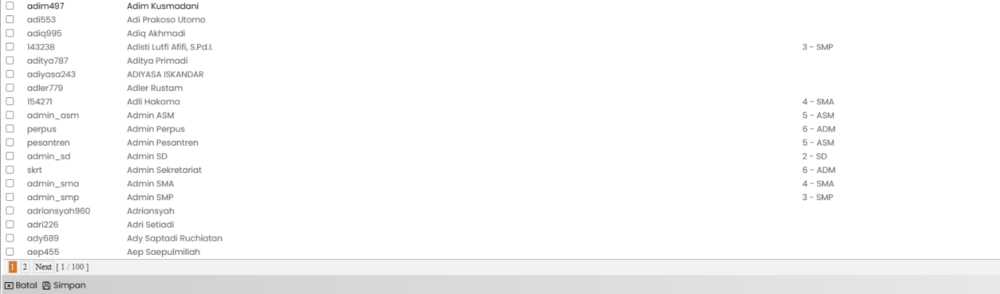 adim497 Adim Kusmadani
adi553 Adi Prakoso Utomo
adiq995 Adiq Akhmadi
143238 Adisti Lutfi Afifi, S.Pd.I. 3 - SMP
aditya787 Aditya Primadi
adiyasa243 ADIYASA ISKANDAR
adler779 Adler Rustam
154271 Adli Hakama 4 - SMA
admin_asm Admin ASM 5 - ASM
perpus Admin Perpus 6 - ADM
pesantren Admin Pesantren 5 - ASM
admin_sd Admin SD 2 - SD
skrt Admin Sekretariat 6 - ADM
admin_sma Admin SMA 4 - SMA
admin_smp Admin SMP 3 - SMP
adriansyah960 Adriansyah
adri226 Adri Setiadi
ady689 Ady Saptadi Ruchiatan
aep455 Aep Saepulmillah
1 2 Next [ 1 / 100 ]
Batal Simpan